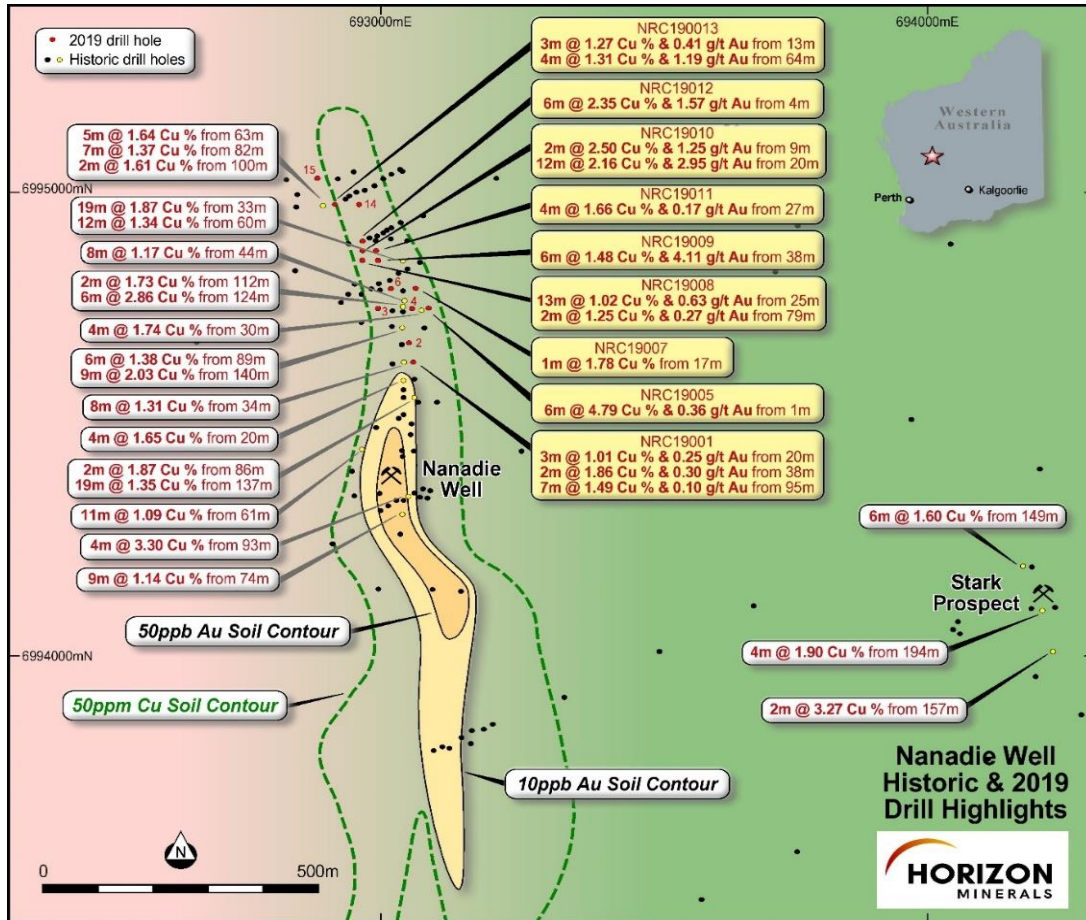 693000mE
694000mE
2019 drill hole
Historic drill holes
NRC190013
3m @ 1.27 Cu % & 0.41 g/t Au from 13m
4m @ 1.31 Cu % & 1.19 g/t Au from 64m
NRC19012
6m @ 2.35 Cu % & 1.57 g/t Au from 4m
NRC19010
2m @ 2.50 Cu % & 1.25 g/t Au from 9m
12m @ 2.16 Cu % & 2.95 g/t Au from 20m
NRC19011
4m @ 1.66 Cu % & 0.17 g/t Au from 27m
NRC19009
6m @ 1.48 Cu % & 4.11 g/t Au from 38m
NRC19008
13m @ 1.02 Cu % & 0.63 g/t Au from 25m
2m @ 1.25 Cu % & 0.27 g/t Au from 79m
NRC19007
1m @ 1.78 Cu % from 17m
NRC19005
6m @ 4.79 Cu % & 0.36 g/t Au from 1m
NRC19001
3m @ 1.01 Cu % & 0.25 g/t Au from 20m
2m @ 1.86 Cu % & 0.30 g/t Au from 38m
7m @ 1.49 Cu % & 0.10 g/t Au from 95m
Western
Australia
Perth
Kalgoorlie
5m @ 1.64 Cu % from 63m
7m @ 1.37 Cu % from 82m
2m @ 1.61 Cu % from 100m
6995000mN
6995000mN
19m @ 1.87 Cu % from 33m
12m @ 1.34 Cu % from 60m
8m @ 1.17 Cu % from 44m
2m @ 1.73 Cu % from 112m
6m @ 2.86 Cu % from 124m
4m @ 1.74 Cu % from 30m
6m @ 1.38 Cu % from 89m
9m @ 2.03 Cu % from 140m
8m @ 1.31 Cu % from 34m
4m @ 1.65 Cu % from 20m
2m @ 1.87 Cu % from 86m
19m @ 1.35 Cu % from 137m
11m @ 1.09 Cu % from 61m
4m @ 3.30 Cu % from 93m
9m @ 1.14 Cu % from 74m
15
14
6
4
3
2
Nanadie
Well
6m @ 1.60 Cu % from 149m
Stark
Prospect
4m @ 1.90 Cu % from 194m
2m @ 3.27 Cu % from 157m
50ppb Au Soil Contour
6994000mN
50ppm Cu Soil Contour
10ppb Au Soil Contour
Nanadie Well
Historic & 2019
Drill Highlights
N
0
500m
HORIZON
MINERALS